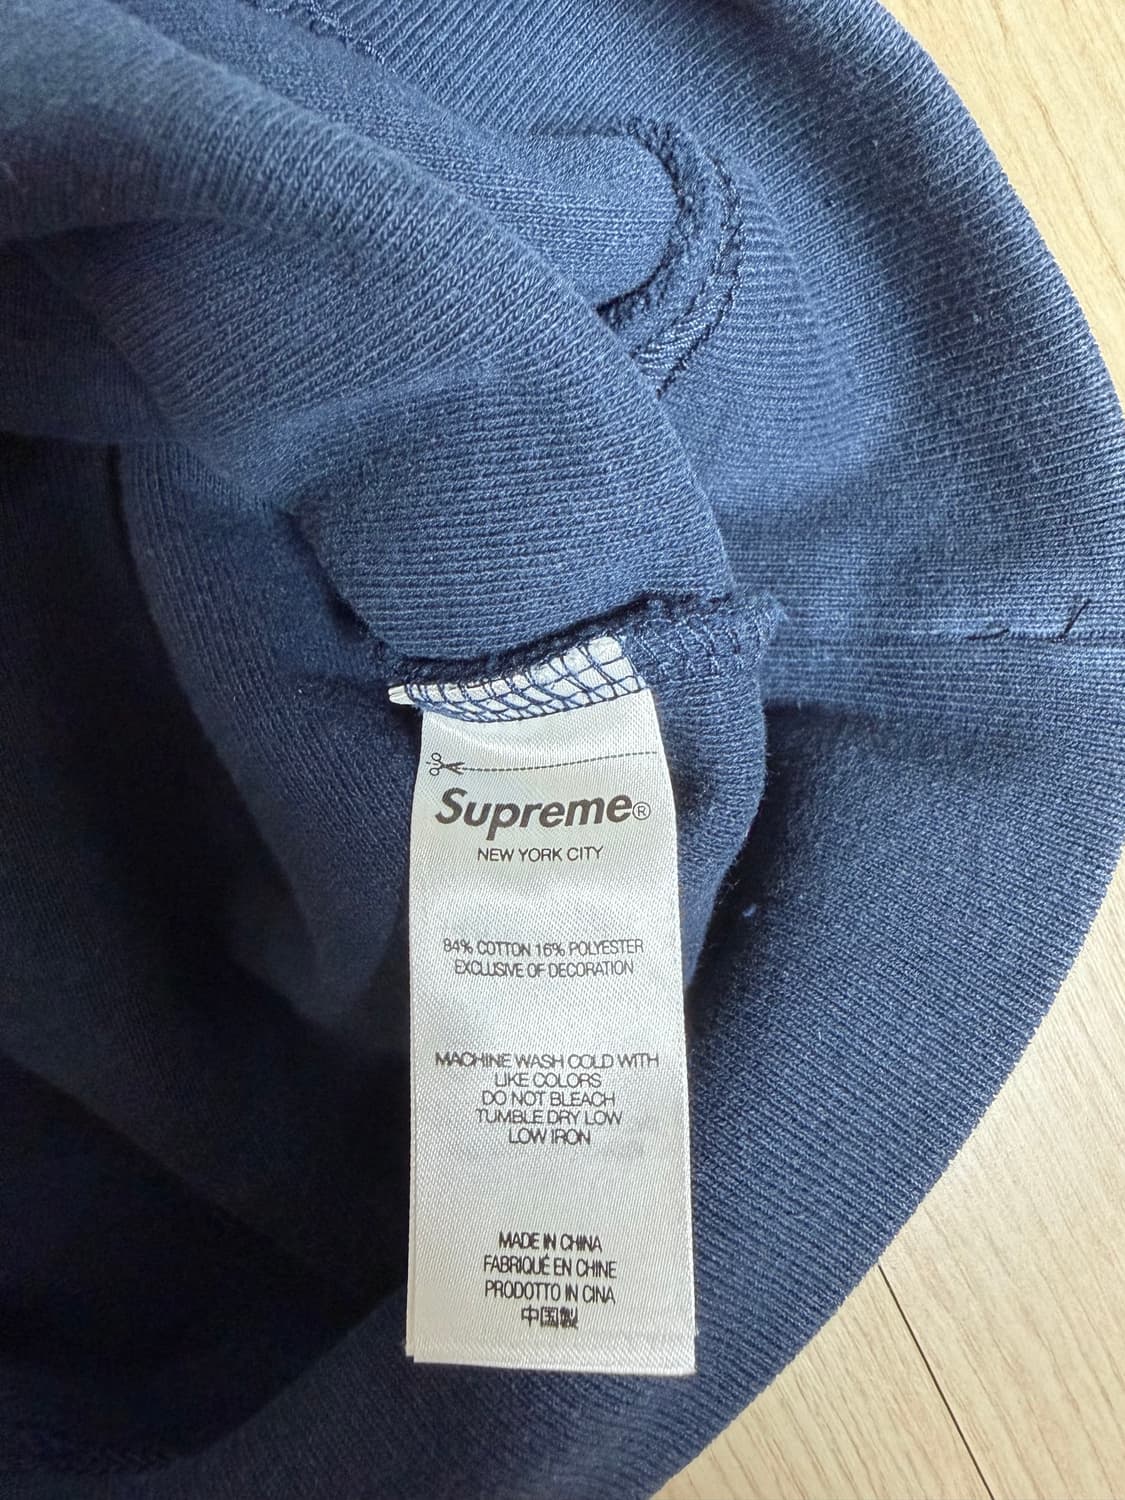 Supreme®
NEW YORK CITY
84% COTTON 16% POLYESTER
EXCLUSIVE OF DECORATION
MACHINE WASH COLD WITH
LIKE COLORS
DO NOT BLEACH
TUMBLE DRY LOW
LOW IRON
MADE IN CHINA
FABRIQUÉ EN CHINE
PRODOTTO IN CINA
中国製